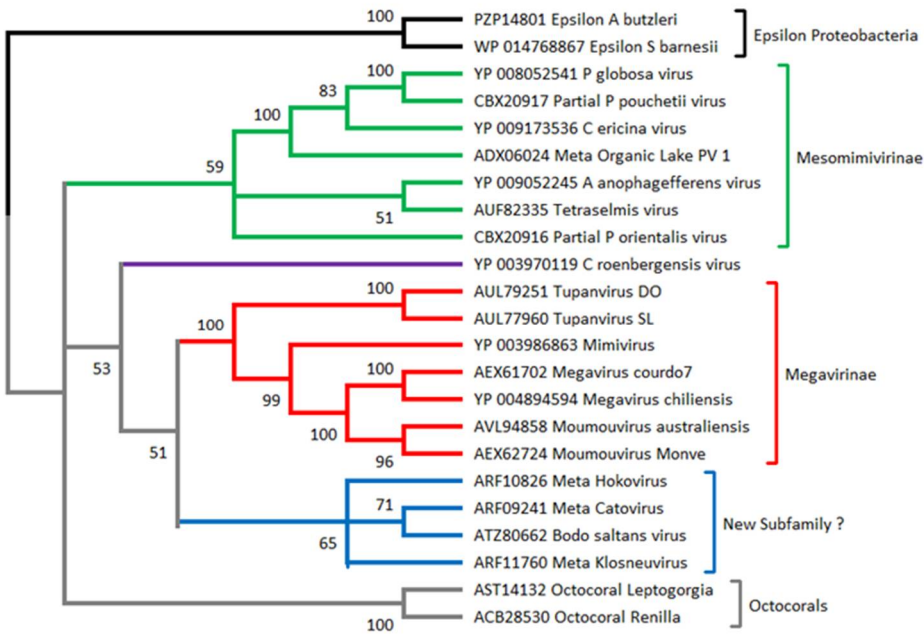 100
PZP14801 Epsilon A butzleri
WP 014768867 Epsilon S barnesii
Epsilon Proteobacteria
100
YP 008052541 P globosa virus
83
CBX20917 Partial P pouchetii virus
100
YP 009173536 C ericina virus
ADX06024 Meta Organic Lake PV 1
59
YP 009052245 A anophagefferens virus
51
AUF82335 Tetraselmis virus
CBX20916 Partial P orientalis virus
Mesomimivirinae
YP 003970119 C roenbergensis virus
53
100
AUL79251 Tupanvirus DO
AUL77960 Tupanvirus SL
100
YP 003986863 Mimivirus
99
100
AEX61702 Megavirus courdo7
YP 004894594 Megavirus chiliensis
100
AVL94858 Moumouvirus australiensis
96
AEX62724 Moumouvirus Monve
Megavirinae
51
ARF10826 Meta Hokovirus
71
ARF09241 Meta Catovirus
ATZ80662 Bodo saltans virus
65
ARF11760 Meta Klosneuvirus
New Subfamily ?
AST14132 Octocoral Leptogorgia
100
ACB28530 Octocoral Renilla
Octocorals